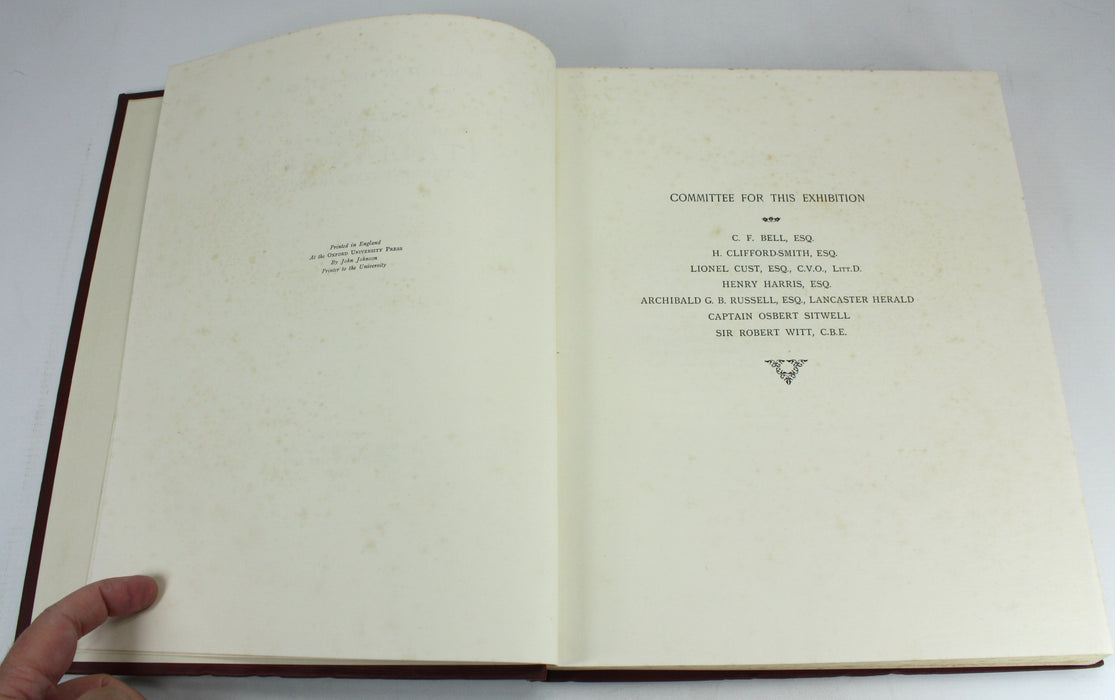 Printed in England
At the OXFORD UNIVERSITY PRESS
By John Johnson
Printer to the University
COMMITTEE FOR THIS EXHIBITION
C. F. BELL, ESQ.
H. CLIFFORD-SMITH, ESQ.
LIONEL CUST, ESQ., C.V.O., LITT.D.
HENRY HARRIS, ESQ.
ARCHIBALD G. B. RUSSELL, ESQ., LANCASTER HERALD
CAPTAIN OSBERT SITWELL
SIR ROBERT WITT, C.B.E.